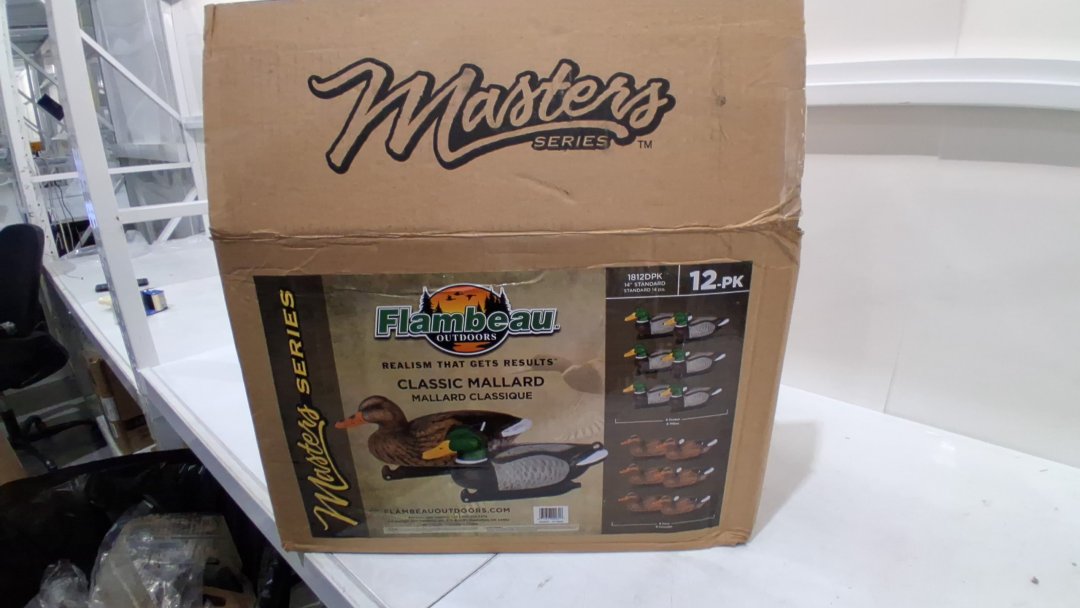 Masters
SERIES TM
Masters SERIES
Flambeau
OUTDOORS
REALISM THAT GETS RESULTS
CLASSIC MALLARD
MALLARD CLASSIQUE
FLAMBEAUOUTDOORS.COM
1812DPK
14" STANDARD
STANDARD 14 po.
12-PK